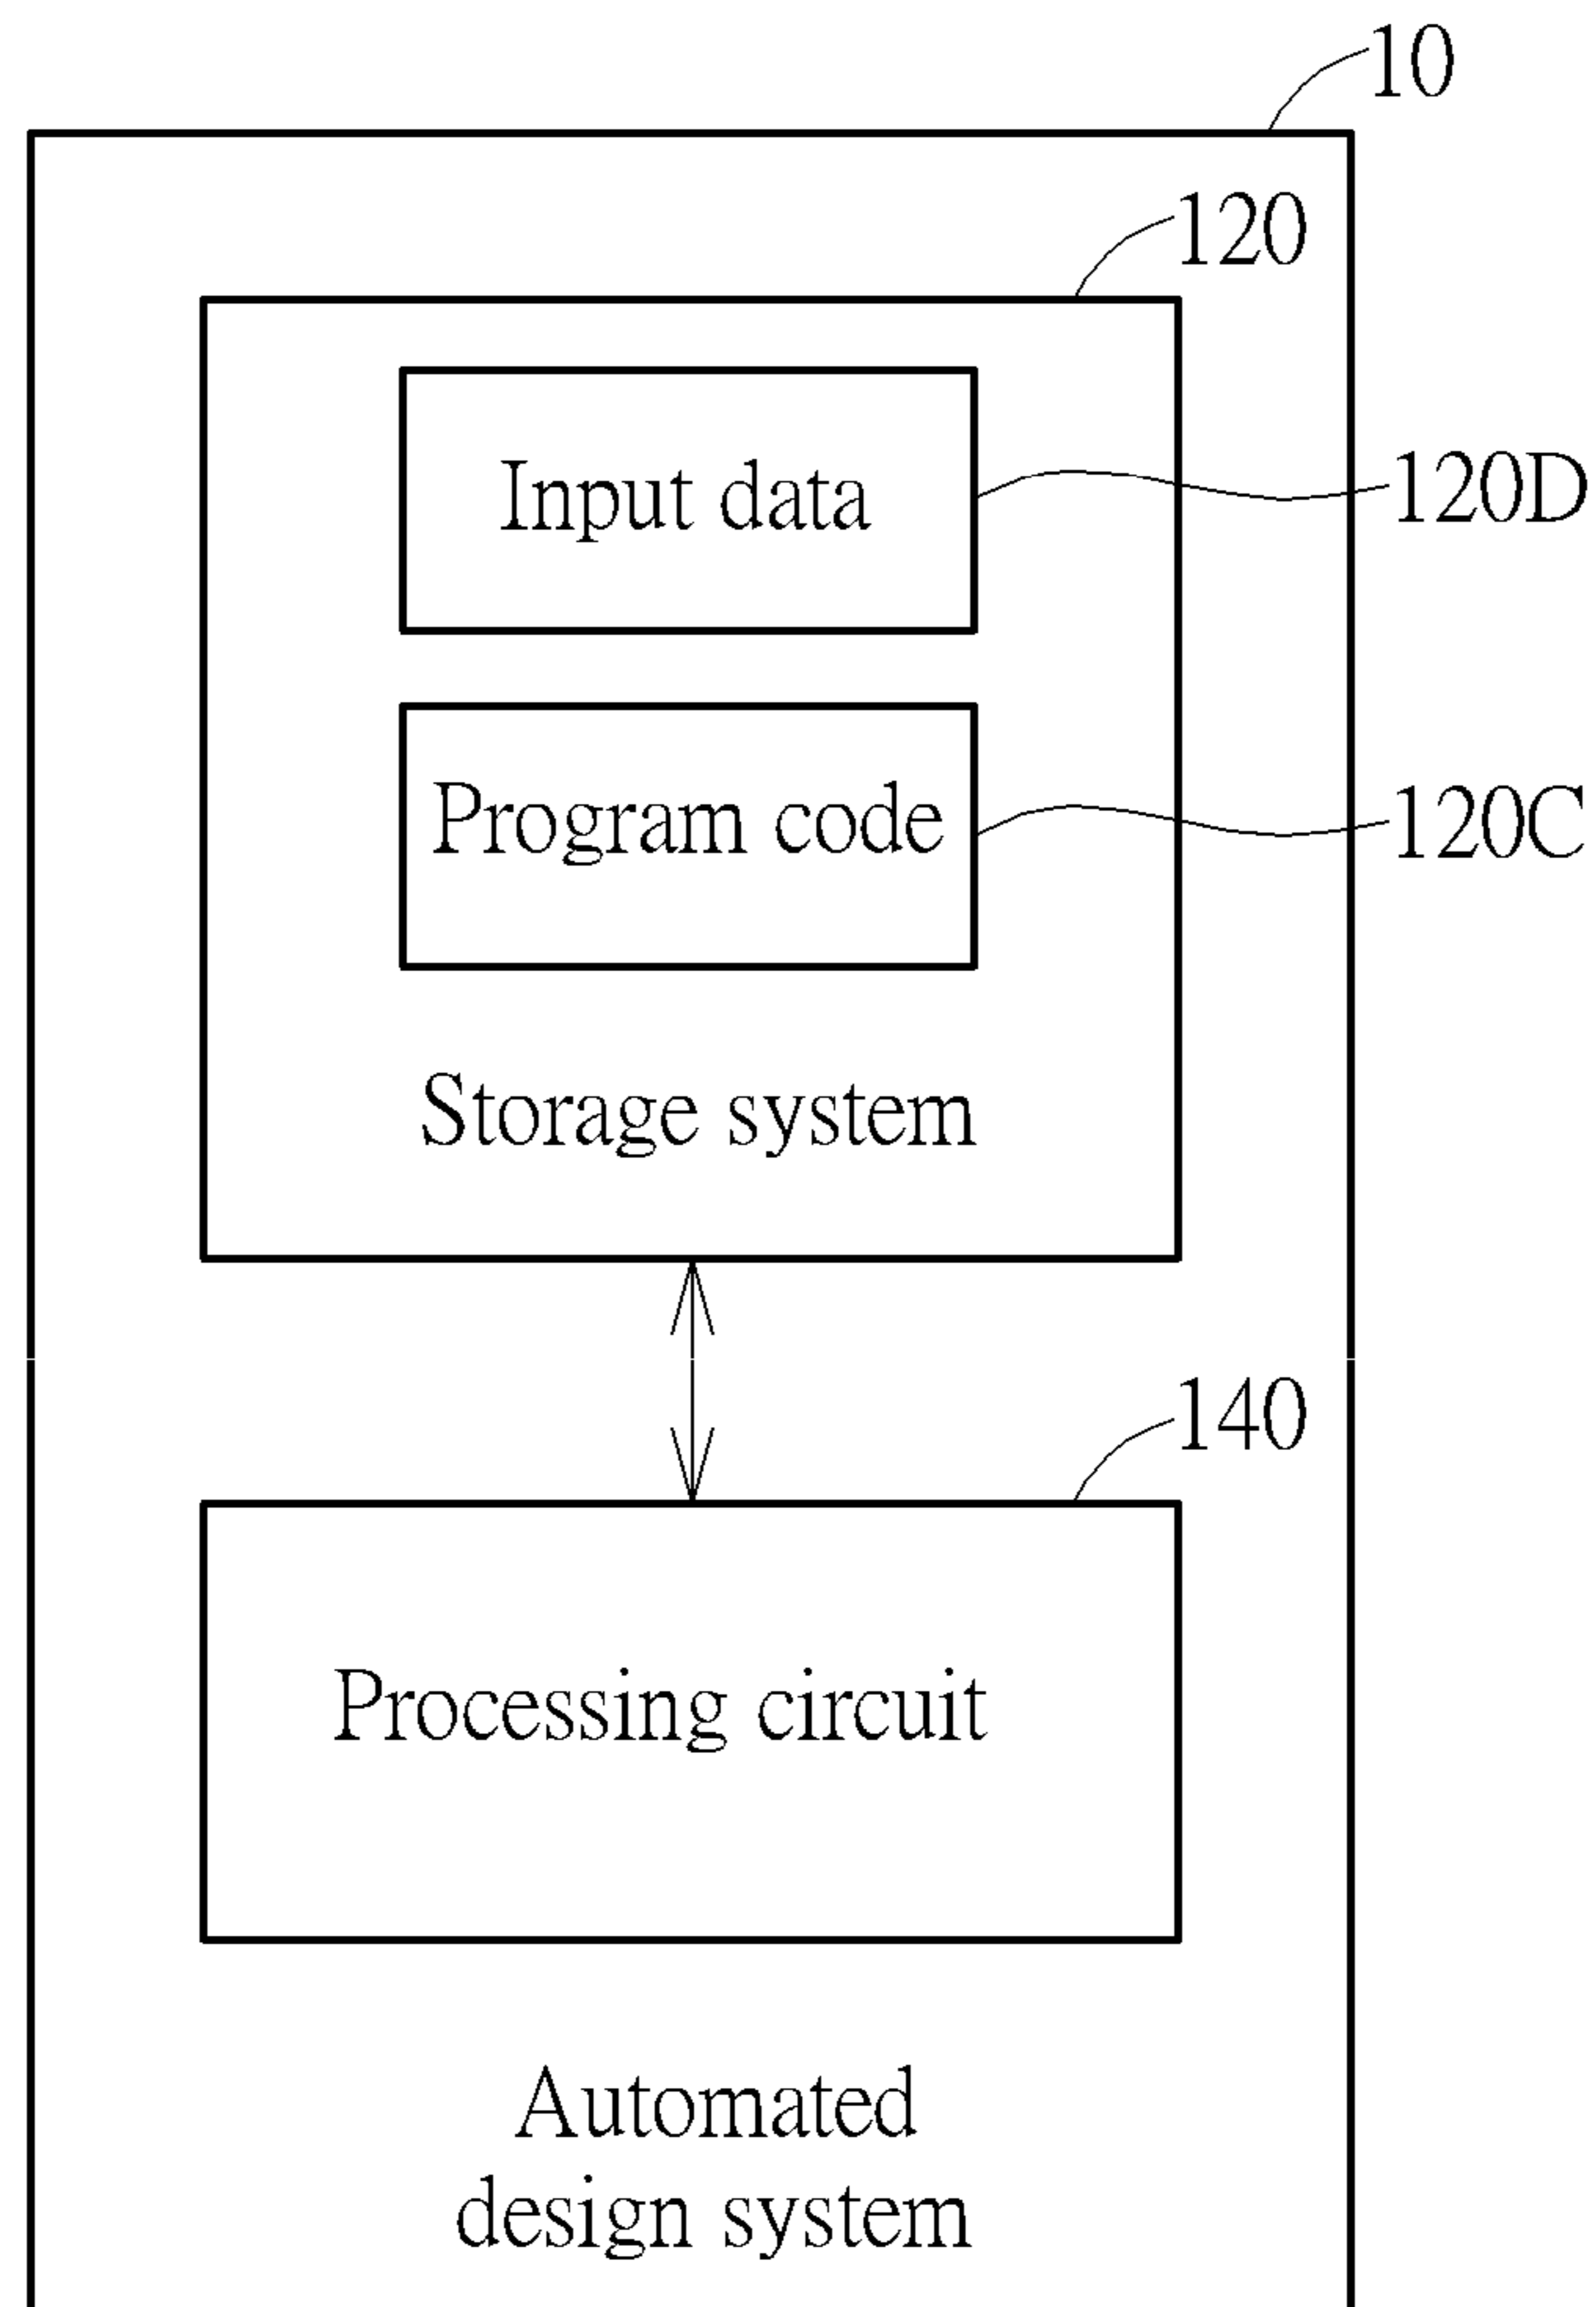 10
120
Input data
120D
Program code
120C
Storage system
140
Processing circuit
Automated
design system